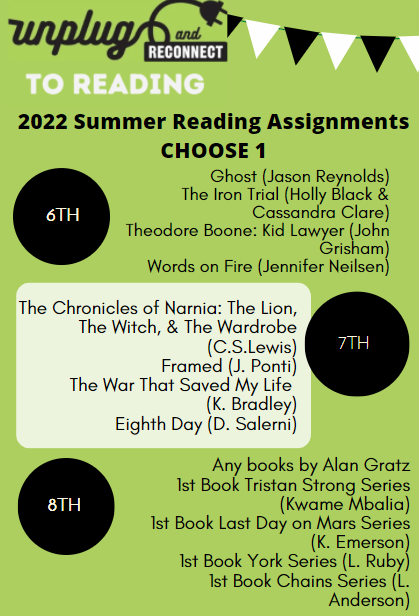 unplug and
RECONNECT
TO READING
2022 Summer Reading Assignments
CHOOSE 1
6TH
Ghost (Jason Reynolds)
The Iron Trial (Holly Black &
Cassandra Clare)
Theodore Boone: Kid Lawyer (John
Grisham)
Words on Fire (Jennifer Neilsen)
The Chronicles of Narnia: The Lion,
The Witch, & The Wardrobe
(C.S.Lewis)
Framed (J. Ponti)
The War That Saved My Life
(K. Bradley)
Eighth Day (D. Salerni)
7TH
8TH
Any books by Alan Gratz
1st Book Tristan Strong Series
(Kwame Mbalia)
1st Book Last Day on Mars Series
(K. Emerson)
1st Book York Series (L. Ruby)
1st Book Chains Series (L.
Anderson)